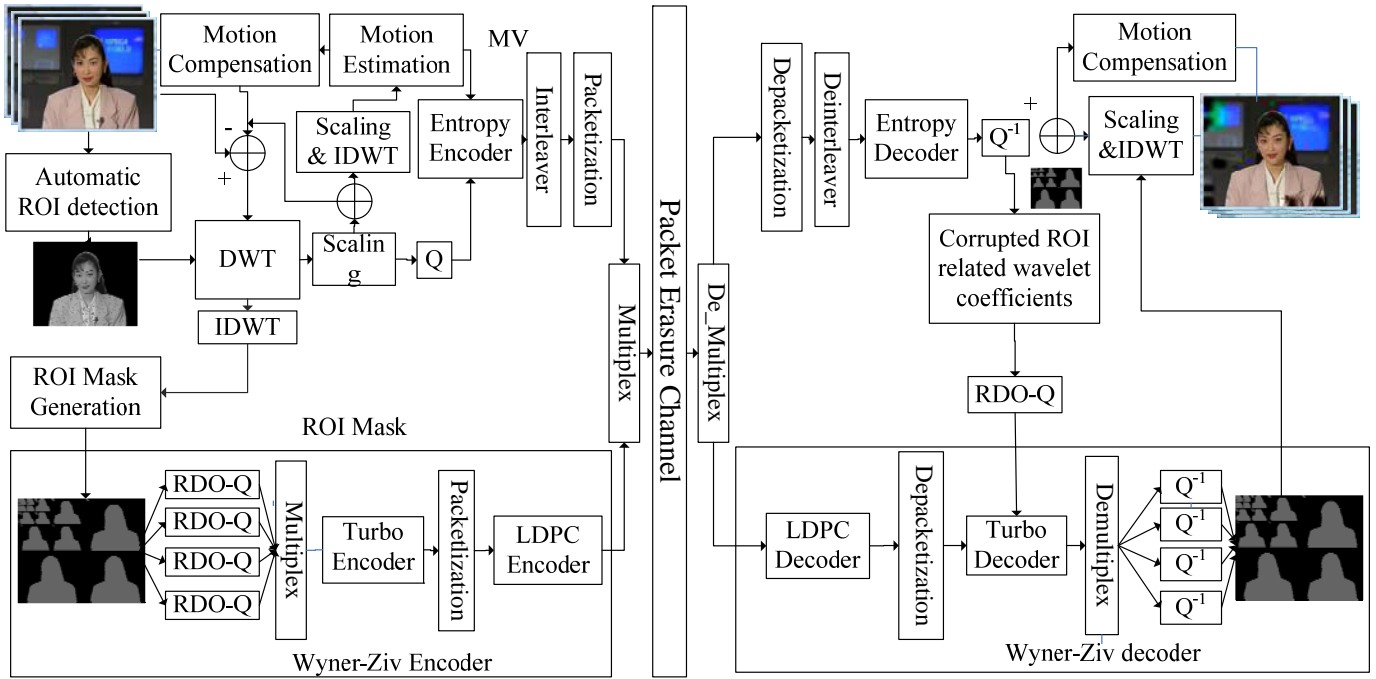 Motion
Compensation
Motion
Estimation
MV
-
+
Scaling
& IDWT
Entropy
Encoder
Interleaver
Packetization
Automatic
ROI detection
DWT
Scalin
g
Q
IDWT
ROI Mask
Generation
ROI Mask
Multiplex
RDO-Q
RDO-Q
RDO-Q
RDO-Q
Multiplex
Turbo
Encoder
Packetlization
LDPC
Encoder
Wyner-Ziv Encoder
Packet Erasure Channel
De_Multiplex
Depacketization
Deinterleaver
Entropy
Decoder
Q-1
+
Motion
Compensation
Scaling
&IDWT
Corrupted ROI
related wavelet
coefficients
RDO-Q
LDPC
Decoder
Depacketization
Turbo
Decoder
Demultiplex
Q-1
Q-1
Q-1
Q-1
Wyner-Ziv decoder